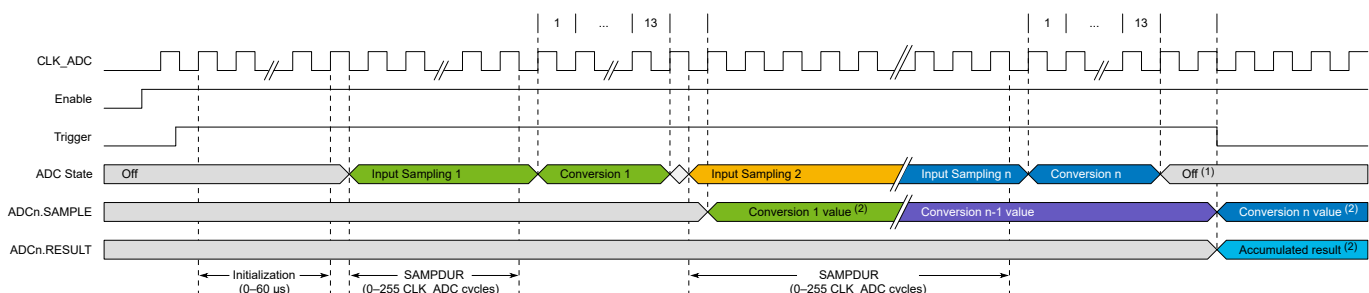 1 ... 13 1 ... 13
CLK_ADC
Enable
Trigger
ADC State Off Input Sampling 1 Conversion 1 Input Sampling 2 Input Sampling n Conversion n Off (1)
ADCn.SAMPLE Conversion 1 value (2) Conversion n-1 value Conversion n value (2)
ADCn.RESULT Accumulated result (2)
Initialization SAMPDUR SAMPDUR
(0–60 µs) (0–255 CLK_ADC cycles) (0–255 CLK_ADC cycles)